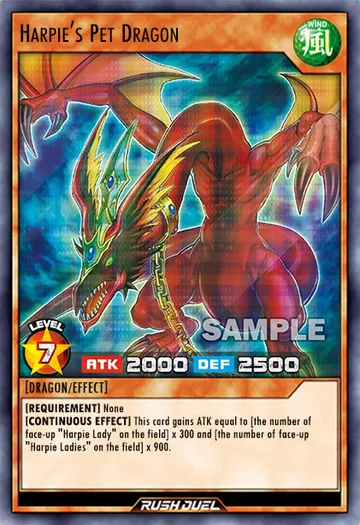 HARPIE'S PET DRAGON
WIND
風
SAMPLE
LEVEL
7
ATK 2000 DEF 2500
[DRAGON/EFFECT]
[REQUIREMENT] None
[CONTINUOUS EFFECT] This card gains ATK equal to [the number of
face-up "Harpie Lady" on the field] x 300 and [the number of face-up
"Harpie Ladies" on the field] x 900.
RUSH DUEL